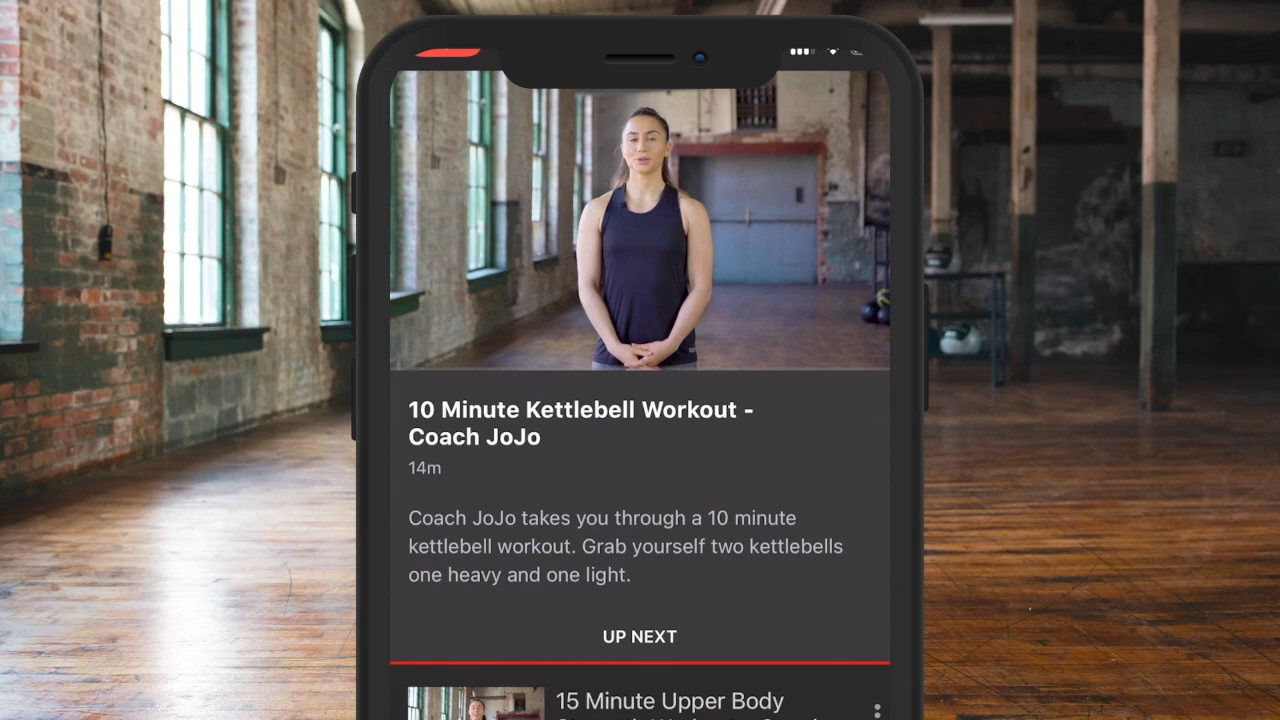 10 Minute Kettlebell Workout -
Coach JoJo
14m
Coach JoJo takes you through a 10 minute
kettlebell workout. Grab yourself two kettlebells
one heavy and one light.
UP NEXT
15 Minute Upper Body